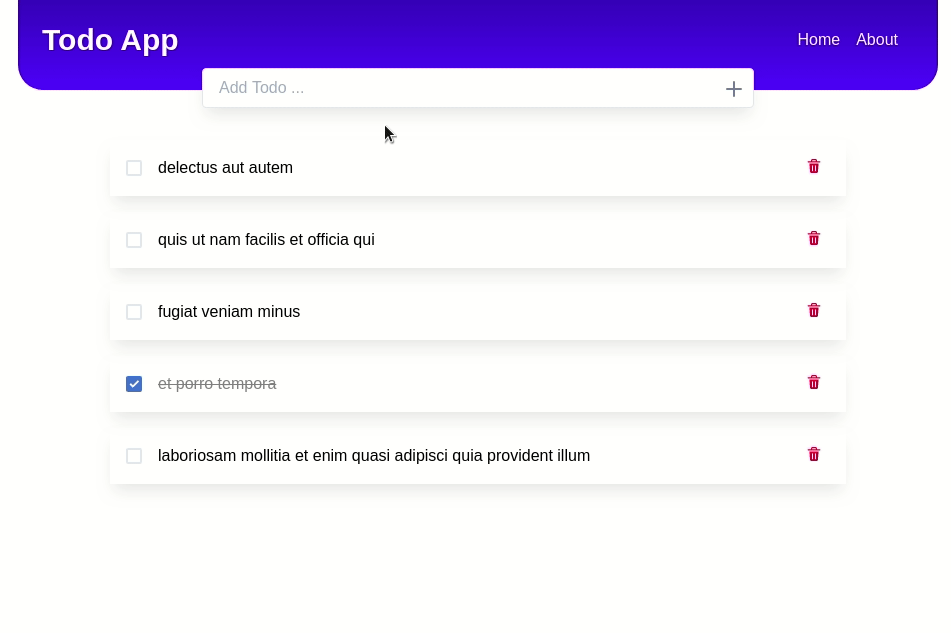 Todo App
Home About
Add Todo ...
delectus aut autem
quis ut nam facilis et officia qui
fugiat veniam minus
et porro tempora
laboriosam mollitia et enim quasi adipisci quia provident illum